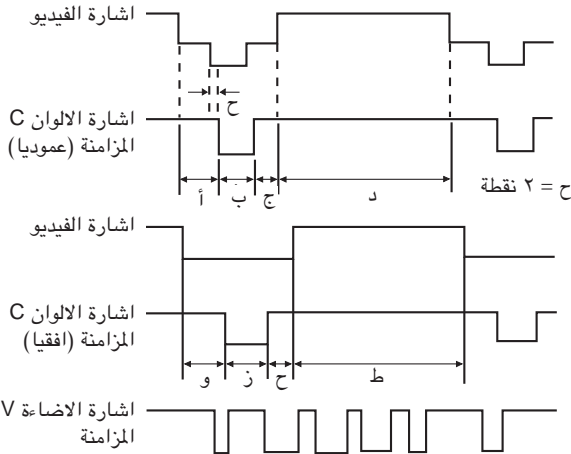 اشارة الفيديو
ح
اشارة الالوان C
المزامنة (عموديا)
أ ب ج د
ح = ٢ نقطة
اشارة الفيديو
اشارة الالوان C
المزامنة (افقيا)
و ز ح ط
اشارة الاضاءة V
المزامنة